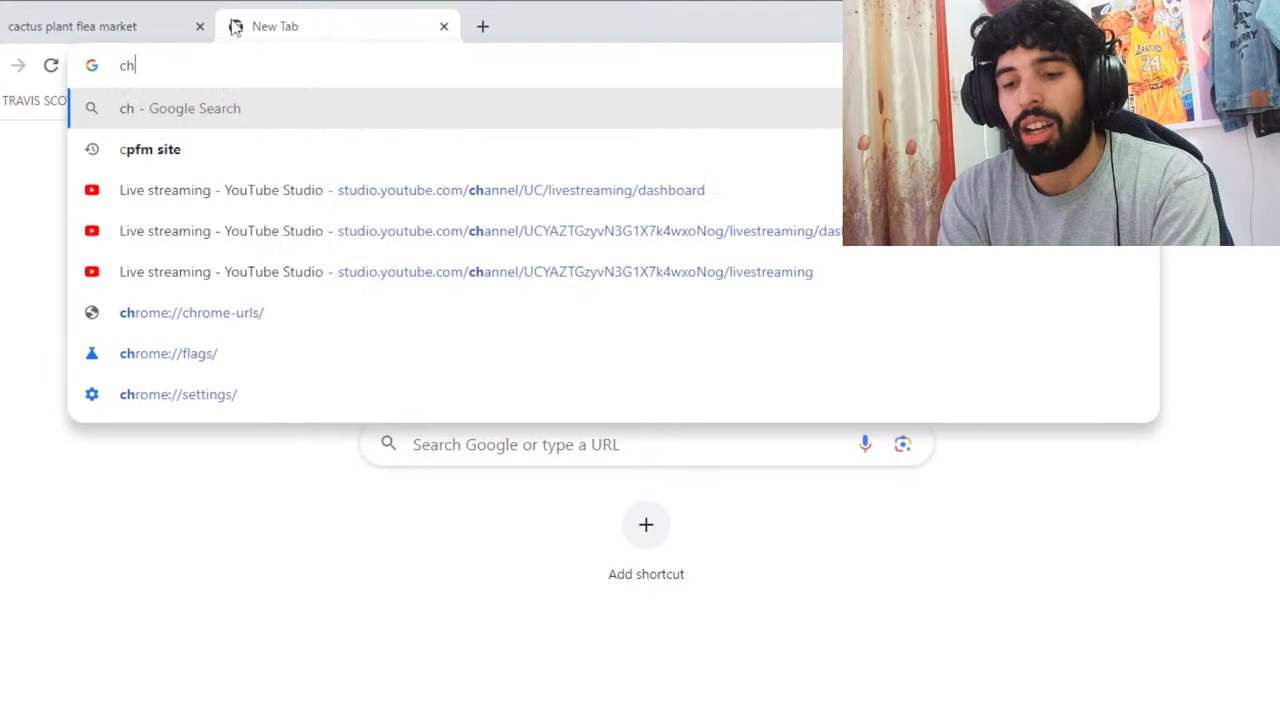 cactus plant flea market
New Tab
ch
TRAVIS SCO
ch - Google Search
cpfm site
Live streaming - YouTube Studio - studio.youtube.com/channel/UC/livestreaming/dashboard
Live streaming - YouTube Studio - studio.youtube.com/channel/UCYAZTGzyvN3G1X7k4wxoNog/livestreaming/das
Live streaming - YouTube Studio - studio.youtube.com/channel/UCYAZTGzyvN3G1X7k4wxoNog/livestreaming
chrome://chrome-urls/
chrome://flags/
chrome://settings/
Search Google or type a URL
Add shortcut
LAKERS
24